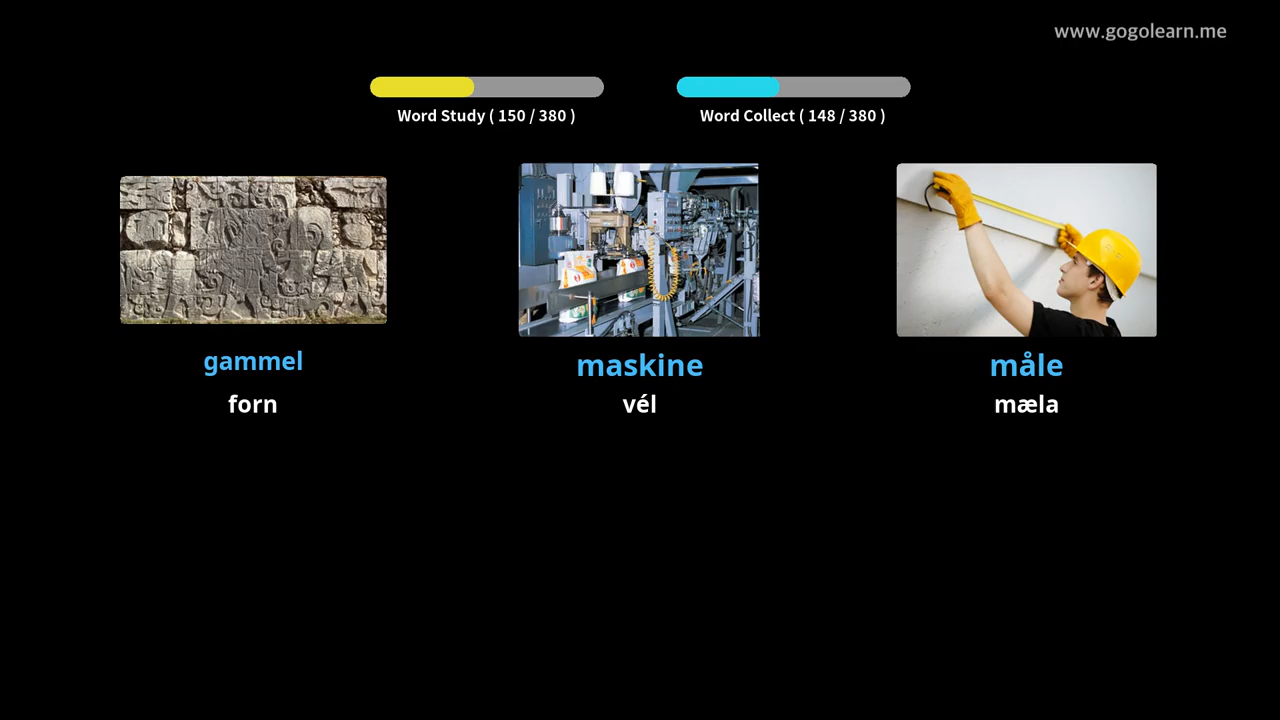 www.gogolearn.me
Word Study ( 150 / 380 )
Word Collect ( 148 / 380 )
gammel
maskine
måle
forn
vél
mæla